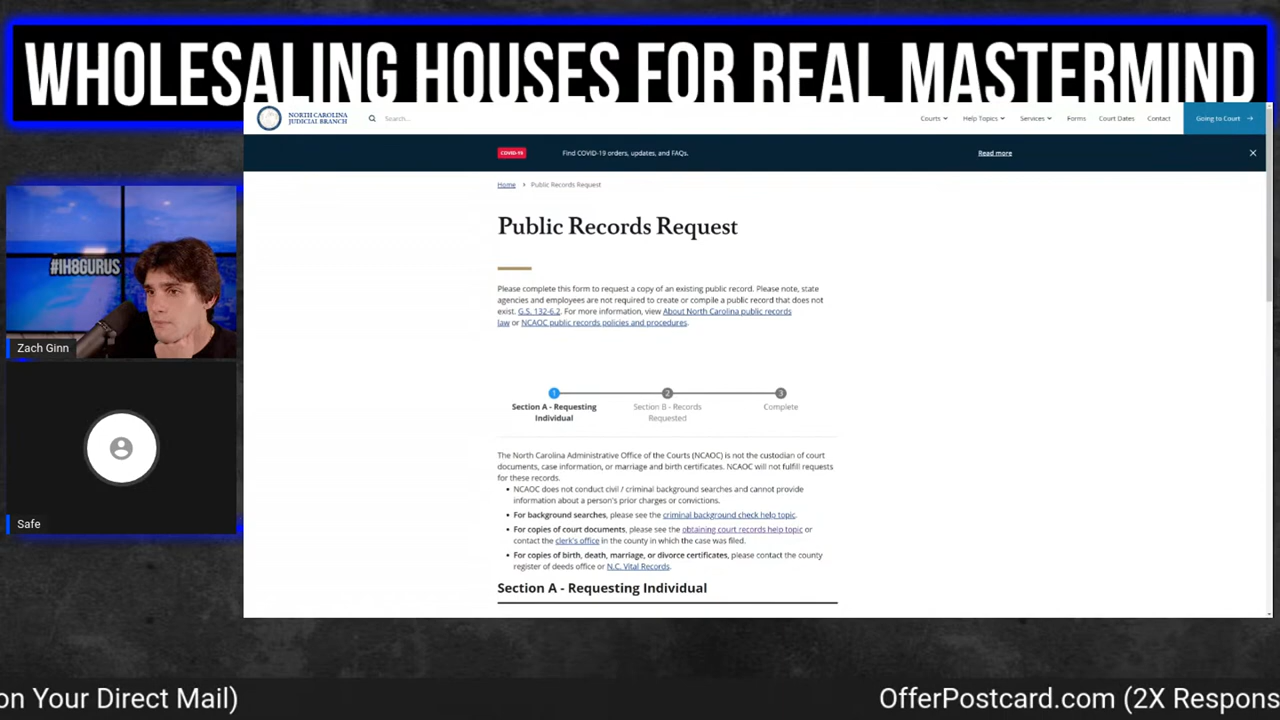 WHOLESALING HOUSES FOR REAL MASTERMIND
NORTH CAROLINA
JUDICIAL BRANCH
Search...
Courts
Help Topics
Services
Forms
Court Dates
Contact
Going to Court →
COVID-19
Find COVID-19 orders, updates, and FAQs.
Read more
Home > Public Records Request
Public Records Request
Please complete this form to request a copy of an existing public record. Please note, state
agencies and employees are not required to create or compile a public record that does not
exist. G.S. 132-6.2. For more information, view About North Carolina public records
law or NCAOC public records policies and procedures.
1
2
3
Section A - Requesting
Individual
Section B - Records
Requested
Complete
The North Carolina Administrative Office of the Courts (NCAOC) is not the custodian of court
documents, case information, or marriage and birth certificates. NCAOC will not fulfill requests
for these records.
• NCAOC does not conduct civil / criminal background searches and cannot provide
information about a person's prior charges or convictions.
• For background searches, please see the criminal background check help topic.
• For copies of court documents, please see the obtaining court records help topic or
contact the clerk's office in the county in which the case was filed.
• For copies of birth, death, marriage, or divorce certificates, please contact the county
register of deeds office or N.C. Vital Records.
Section A - Requesting Individual
#IH8GURUS
Zach Ginn
Safe
on Your Direct Mail)
OfferPostcard.com (2X Respons